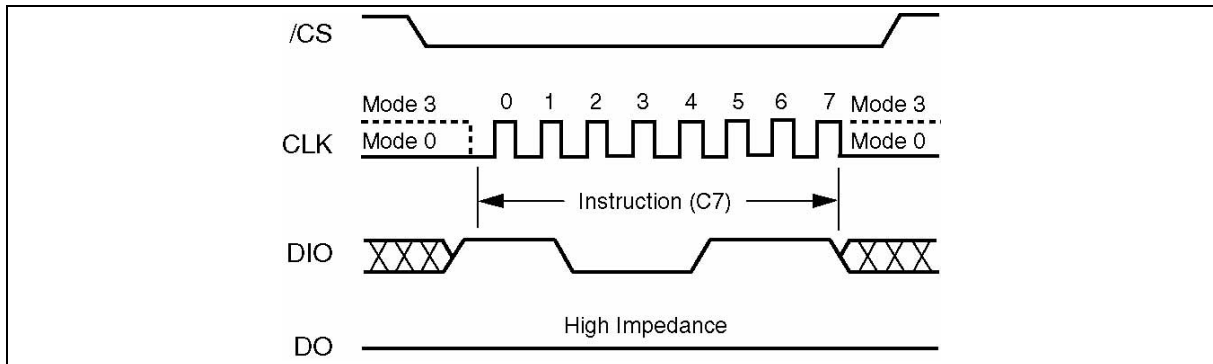 /CS
Mode 3 0 1 2 3 4 5 6 7 Mode 3
CLK Mode 0 Mode 0
Instruction (C7)
DIO
High Impedance
DO